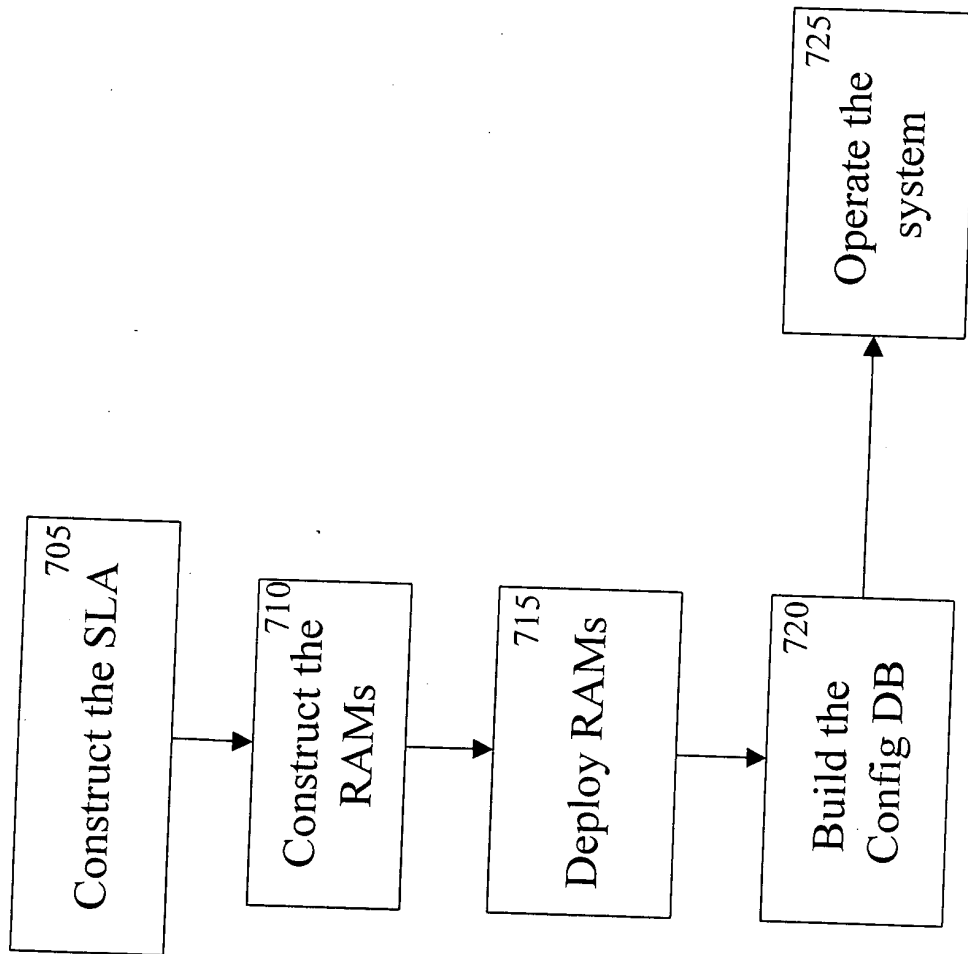 705
Construct the SLA
710
Construct the
RAMs
715
Deploy RAMs
720
Build the
Config DB
725
Operate the
system